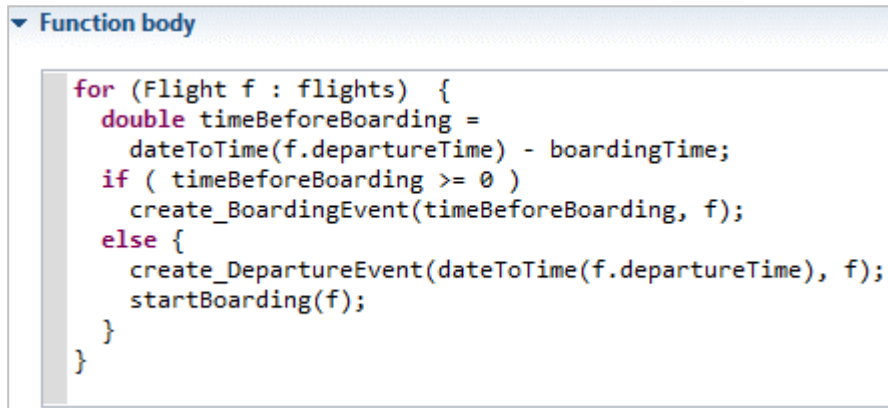 Function body
for (Flight f : flights)  {
  double timeBeforeBoarding =
    dateToTime(f.departureTime) - boardingTime;
  if ( timeBeforeBoarding >= 0 )
    create_BoardingEvent(timeBeforeBoarding, f);
  else {
    create_DepartureEvent(dateToTime(f.departureTime), f);
    startBoarding(f);
  }
}